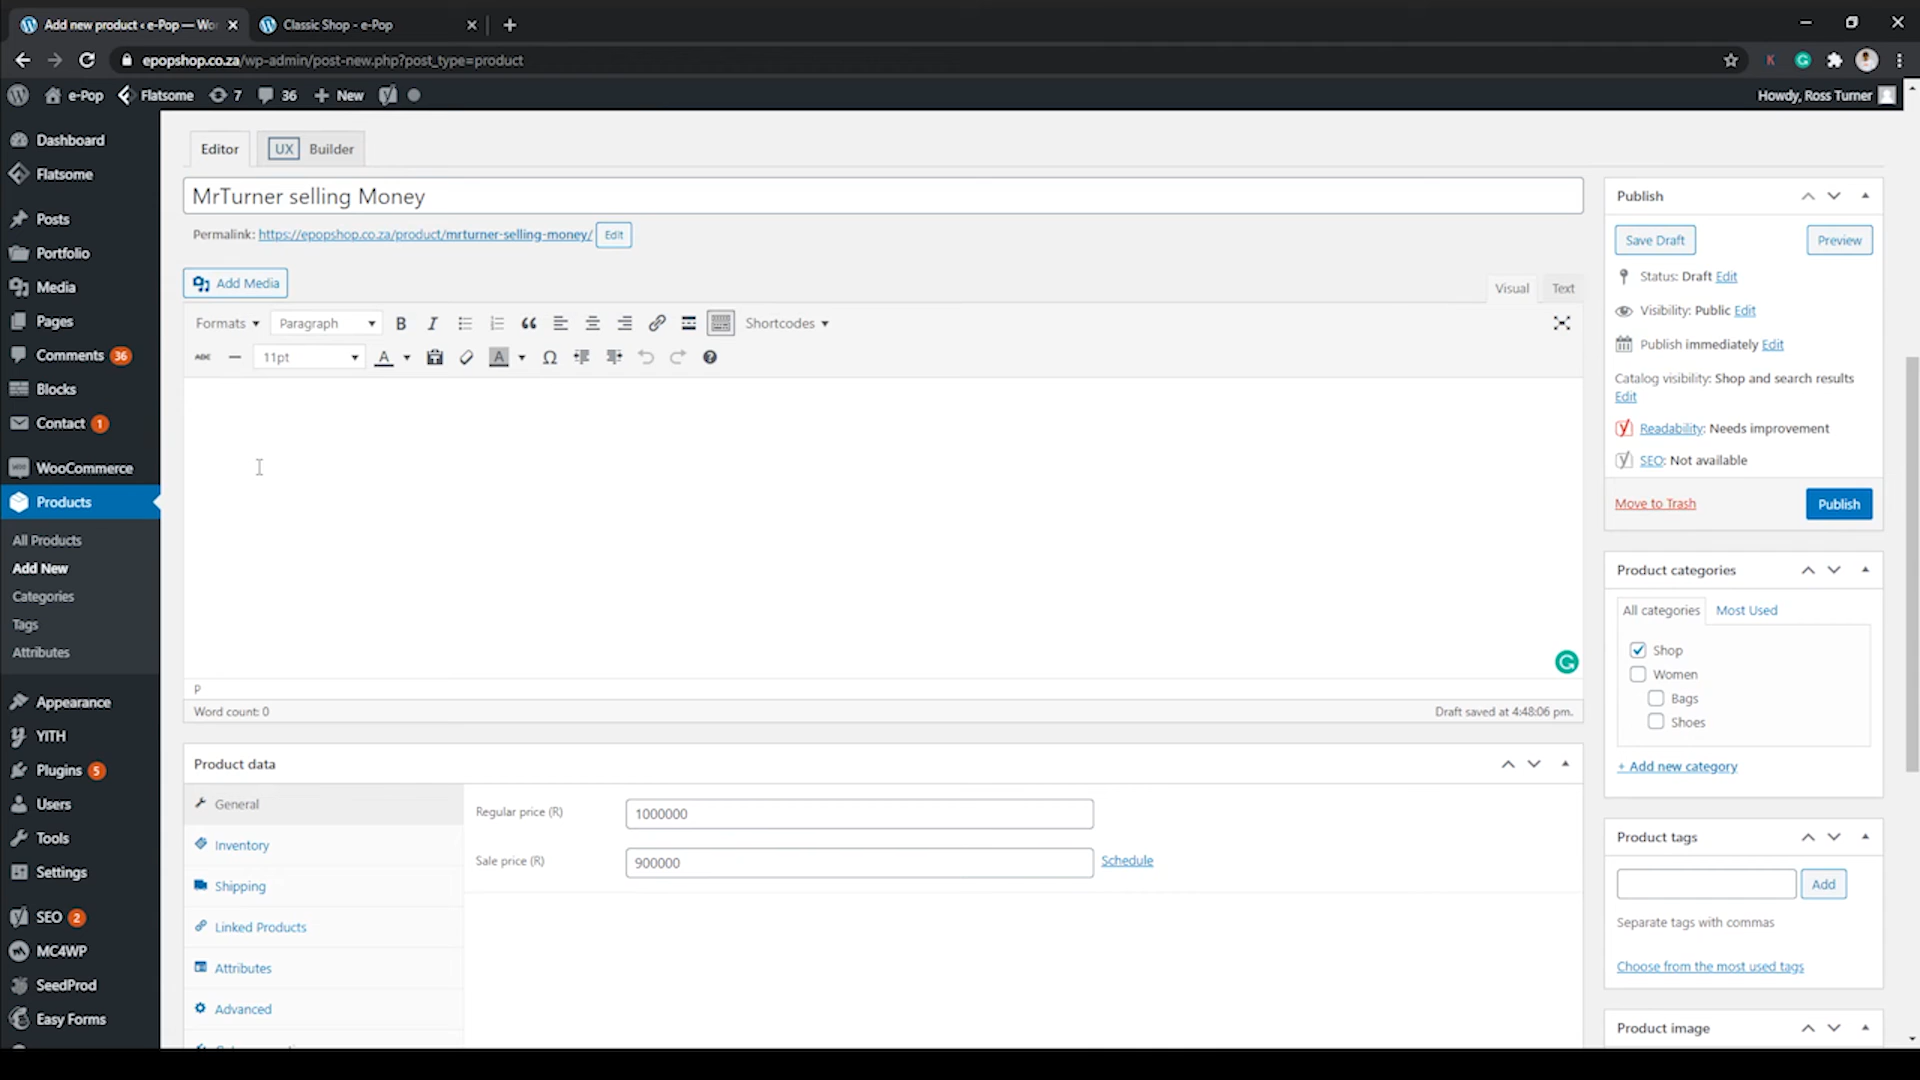 Add new product ‹ e-Pop — Wo
Classic Shop - e-Pop
epopshop.co.za/wp-admin/post-new.php?post_type=product
e-Pop
Flatsome
7
36
New
Howdy, Ross Turner
Dashboard
Flatsome
Posts
Portfolio
Media
Pages
Comments 36
Blocks
Contact 1
WooCommerce
Products
All Products
Add New
Categories
Tags
Attributes
Appearance
YITH
Plugins 5
Users
Tools
Settings
SEO 2
MC4WP
SeedProd
Easy Forms
Editor
UX Builder
MrTurner selling Money
Permalink: https://epopshop.co.za/product/mrturner-selling-money/ Edit
Add Media
Visual Text
Formats Paragraph B I Shortcodes
ABC 11pt A A Ω
P
Word count: 0
Draft saved at 4:48:06 pm.
Product data
General
Inventory
Shipping
Linked Products
Attributes
Advanced
Regular price (R) 1000000
Sale price (R) 900000 Schedule
Publish
Save Draft Preview
Status: Draft Edit
Visibility: Public Edit
Publish immediately Edit
Catalog visibility: Shop and search results
Edit
Readability: Needs improvement
SEO: Not available
Move to Trash Publish
Product categories
All categories Most Used
Shop
Women
Bags
Shoes
+ Add new category
Product tags
Add
Separate tags with commas
Choose from the most used tags
Product image